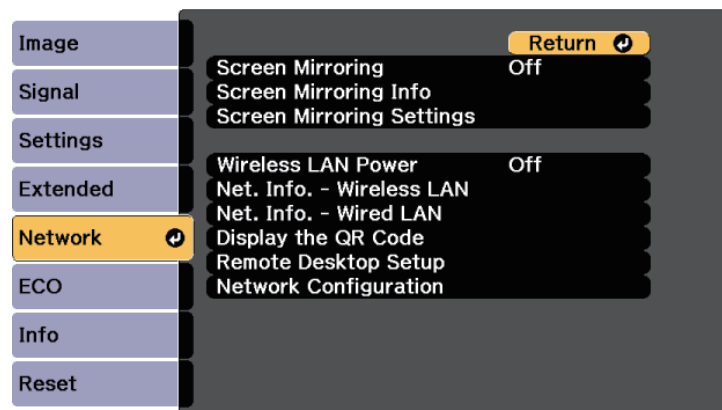 Image
Signal
Settings
Extended
Network
ECO
Info
Reset
Return
Screen Mirroring Off
Screen Mirroring Info
Screen Mirroring Settings
Wireless LAN Power Off
Net. Info. - Wireless LAN
Net. Info. - Wired LAN
Display the QR Code
Remote Desktop Setup
Network Configuration